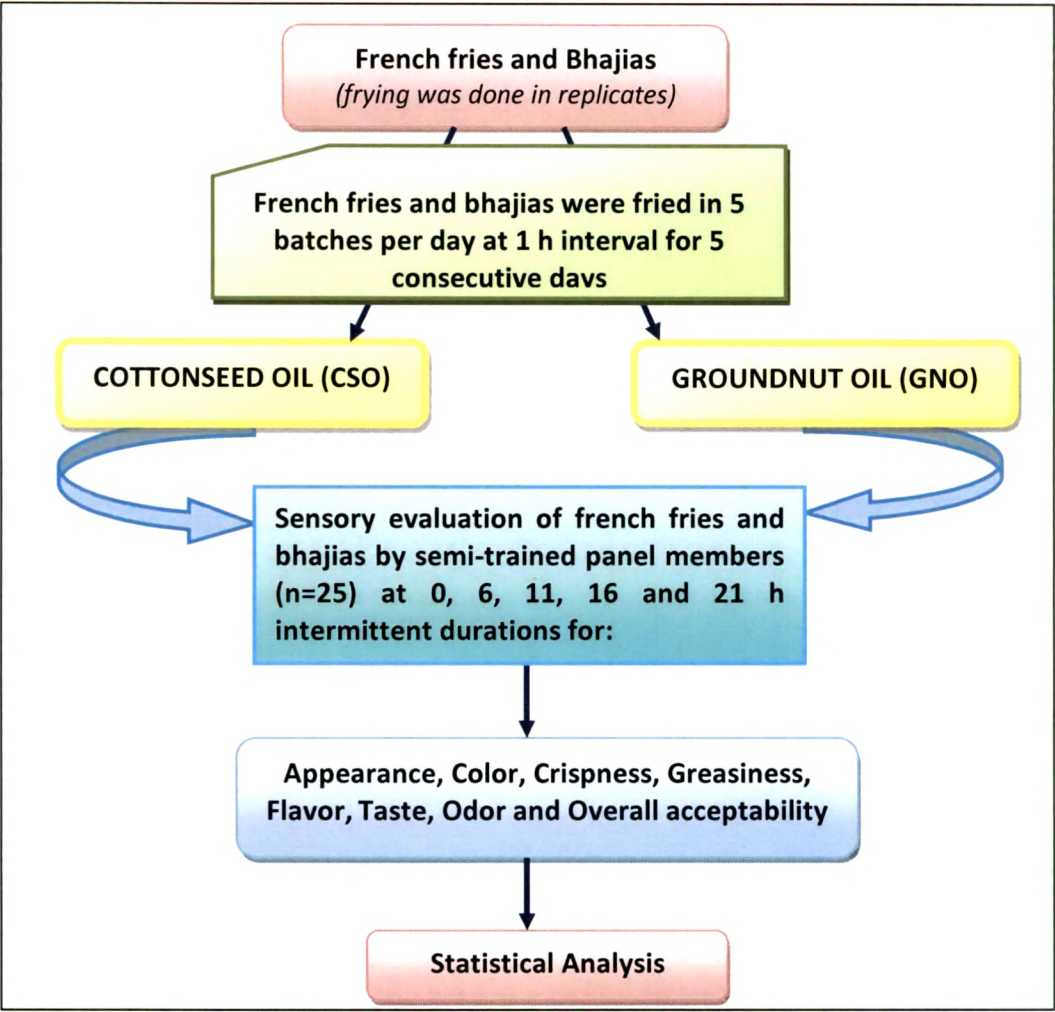 French fries and Bhajias
(frying was done in replicates)
French fries and bhajias were fried in 5
batches per day at 1 h interval for 5
consecutive davs
COTTONSEED OIL (CSO)
GROUNDNUT OIL (GNO)
Sensory evaluation of french fries and
bhajias by semi-trained panel members
(n=25) at 0, 6, 11, 16 and 21 h
intermittent durations for:
Appearance, Color, Crispness, Greasiness,
Flavor, Taste, Odor and Overall acceptability
Statistical Analysis